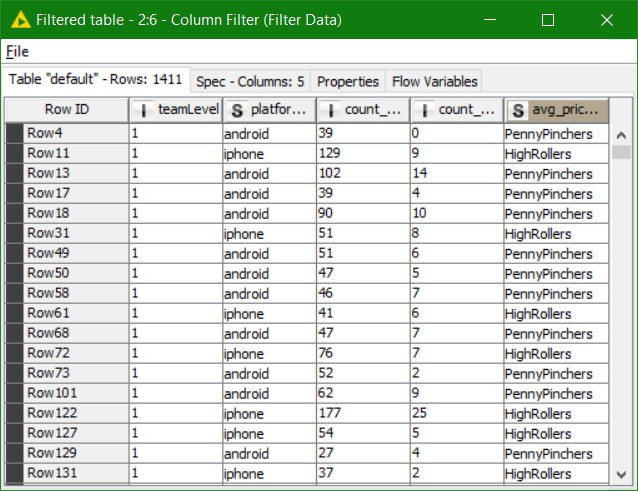 Filtered table - 2:6 - Column Filter (Filter Data)
File
Table "default" - Rows: 1411 Spec - Columns: 5 Properties Flow Variables
Row ID I teamLevel S platfor... I count_... I count_... S avg_pric...
Row4 1 android 39 0 PennyPinchers
Row11 1 iphone 129 9 HighRollers
Row13 1 android 102 14 PennyPinchers
Row17 1 android 39 4 PennyPinchers
Row18 1 android 90 10 PennyPinchers
Row31 1 iphone 51 8 HighRollers
Row49 1 android 51 6 PennyPinchers
Row50 1 android 47 5 PennyPinchers
Row58 1 android 46 7 PennyPinchers
Row61 1 iphone 41 6 HighRollers
Row68 1 android 47 7 PennyPinchers
Row72 1 iphone 76 7 HighRollers
Row73 1 android 52 2 PennyPinchers
Row101 1 android 62 9 PennyPinchers
Row122 1 iphone 177 25 HighRollers
Row127 1 iphone 54 5 HighRollers
Row129 1 android 27 4 PennyPinchers
Row131 1 iphone 37 2 HighRollers